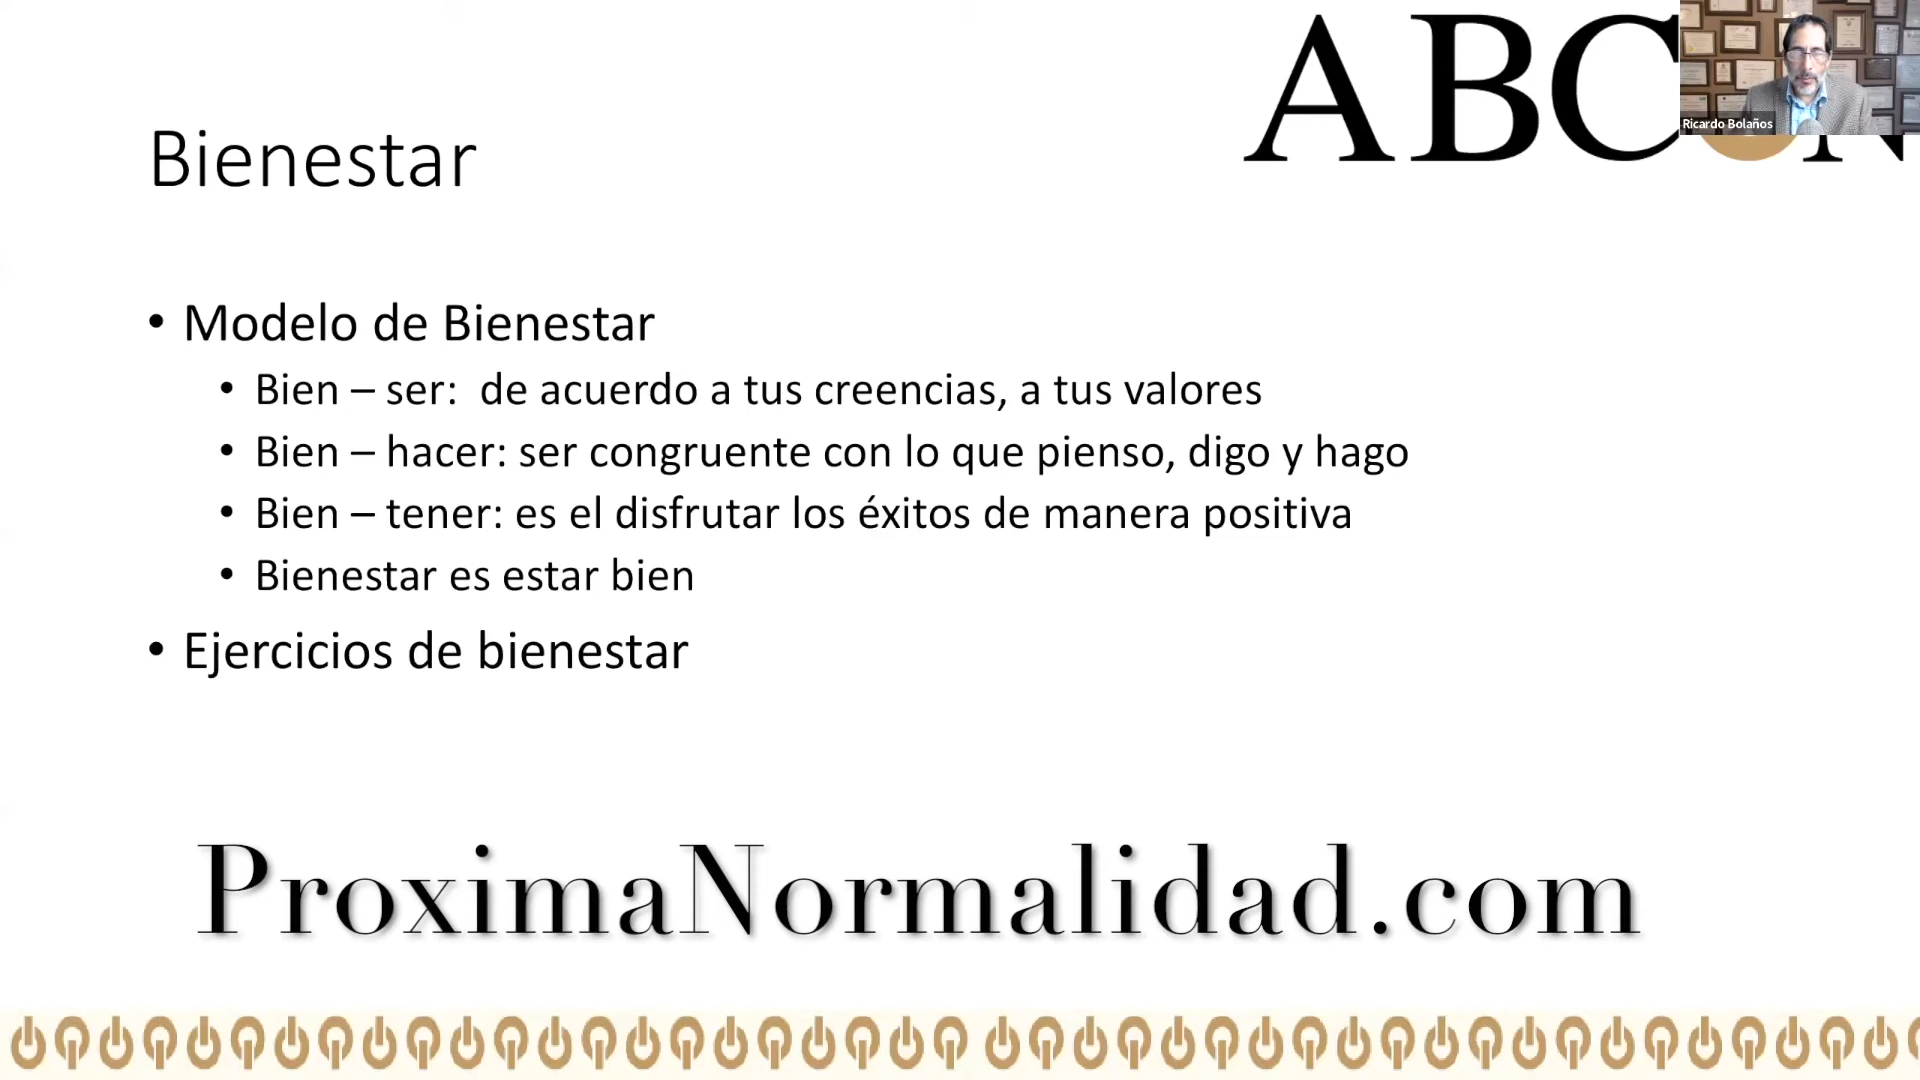 ABC N
Ricardo Bolaños
Bienestar
• Modelo de Bienestar
• Bien – ser:  de acuerdo a tus creencias, a tus valores
• Bien – hacer: ser congruente con lo que pienso, digo y hago
• Bien – tener: es el disfrutar los éxitos de manera positiva
• Bienestar es estar bien
• Ejercicios de bienestar
ProximaNormalidad.com